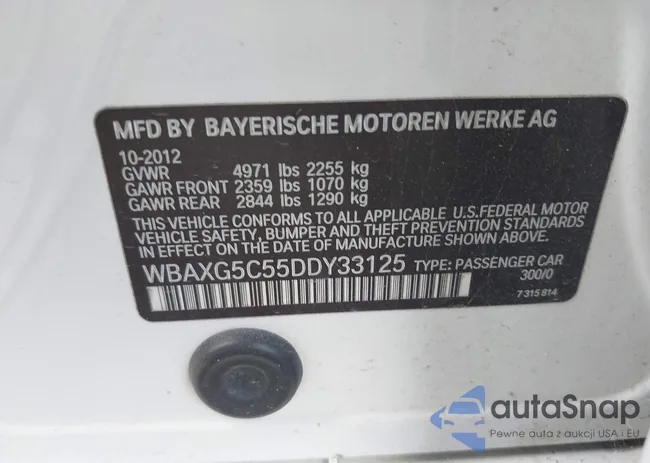 MFD BY BAYERISCHE MOTOREN WERKE AG
10-2012
GVWR 4971 lbs 2255 kg
GAWR FRONT 2359 lbs 1070 kg
GAWR REAR 2844 lbs 1290 kg
THIS VEHICLE CONFORMS TO ALL APPLICABLE U.S.FEDERAL MOTOR
VEHICLE SAFETY, BUMPER AND THEFT PREVENTION STANDARDS
IN EFFECT ON THE DATE OF MANUFACTURE SHOWN ABOVE.
WBAXG5C55DDY33125 TYPE: PASSENGER CAR
300/0
7315814
autoSnap
Pewne auta z aukcji USA i EU